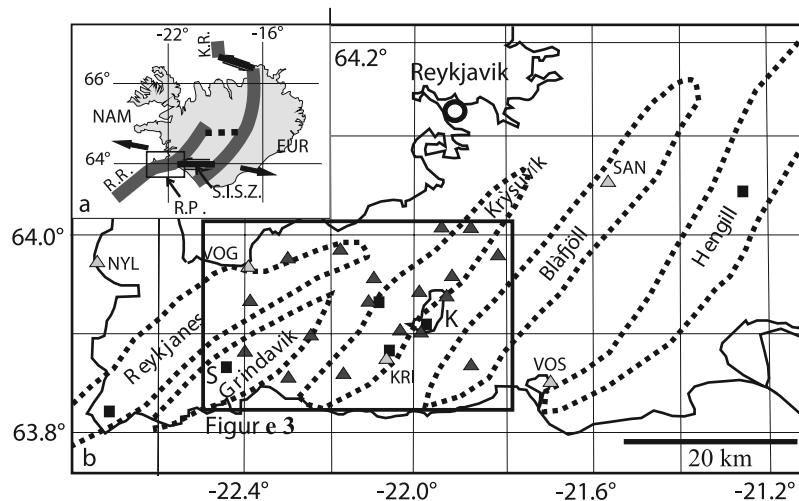 K.R.
-22°
-16°
66°
NAM
EUR
64°
R.R.
S.I.S.Z.
R.P.
a
64.2°
Reykjavik
SAN
Krysuvik
Blafjöll
Hengill
64.0°
NYL
VOG
Reykjanes
Grindavik
S
K
KRI
VOS
Figur e 3
63.8°
b
20 km
-22.4°
-22.0°
-21.6°
-21.2°